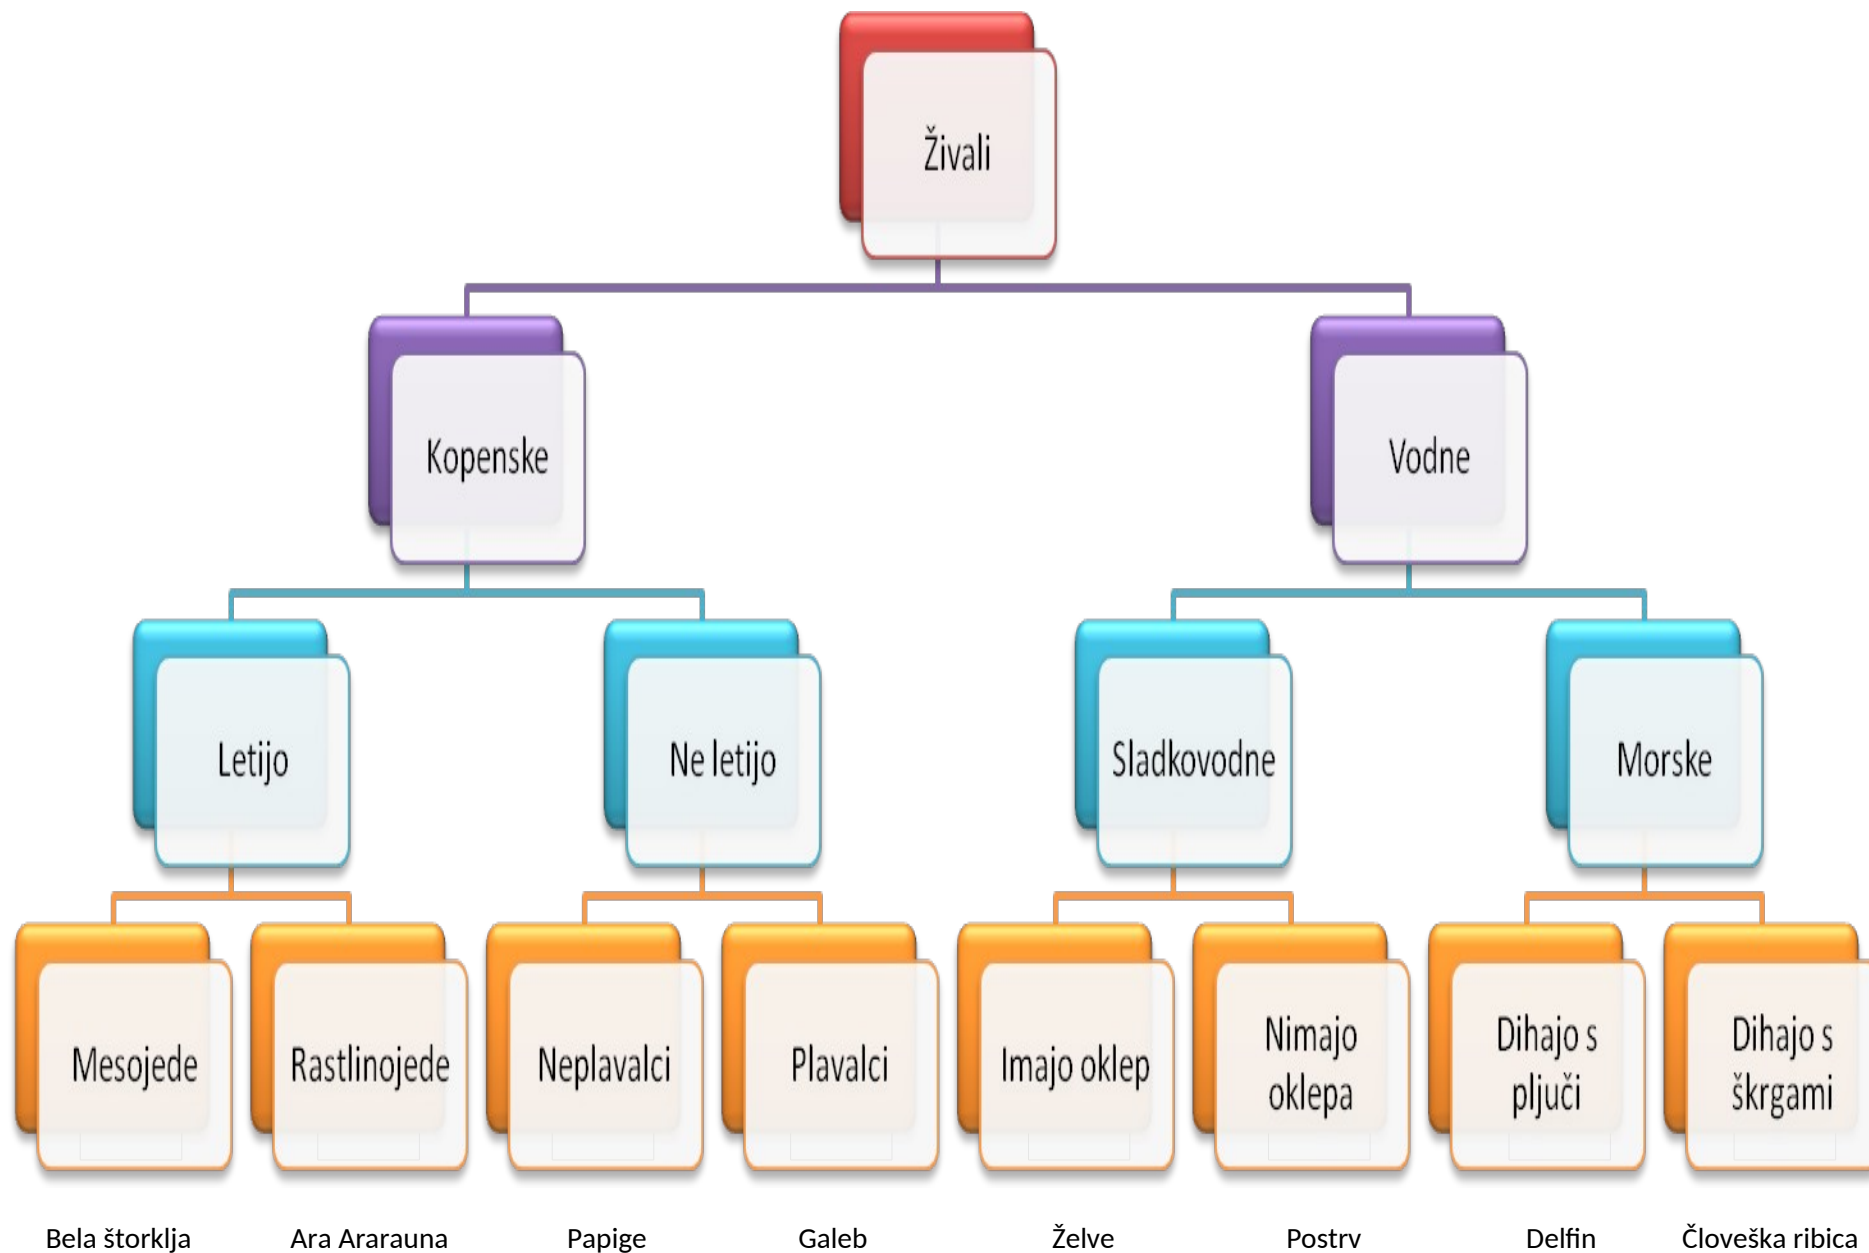 Živali
Kopenske
Vodne
Letijo
Ne letijo
Sladkovodne
Morske
Mesojede
Rastlinojede
Neplavalci
Plavalci
Imajo oklep
Nimajo
oklepa
Dihajo s
pljuči
Dihajo s
škrgami
Bela štorklja
Ara Ararauna
Papige
Galeb
Želve
Postrv
Delfin
Človeška ribica